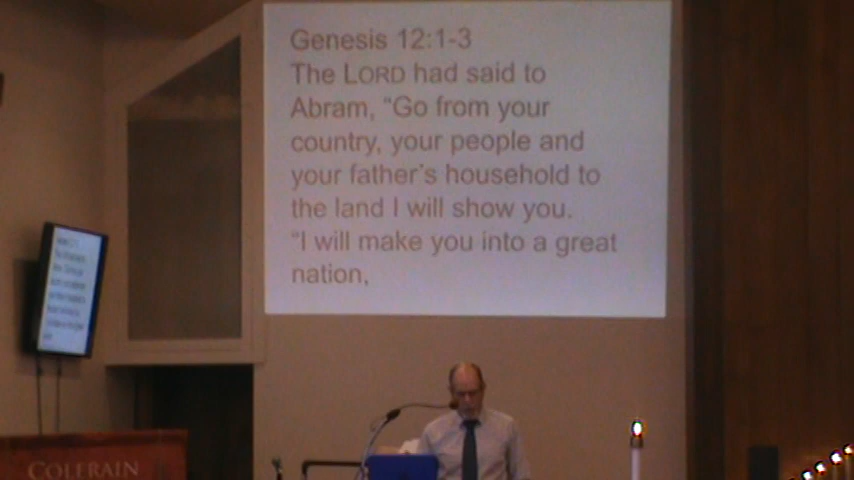 Genesis 12:1-3
The LORD had said to
Abram, “Go from your
country, your people and
your father’s household to
the land I will show you.
“I will make you into a great
nation,
COLERAIN